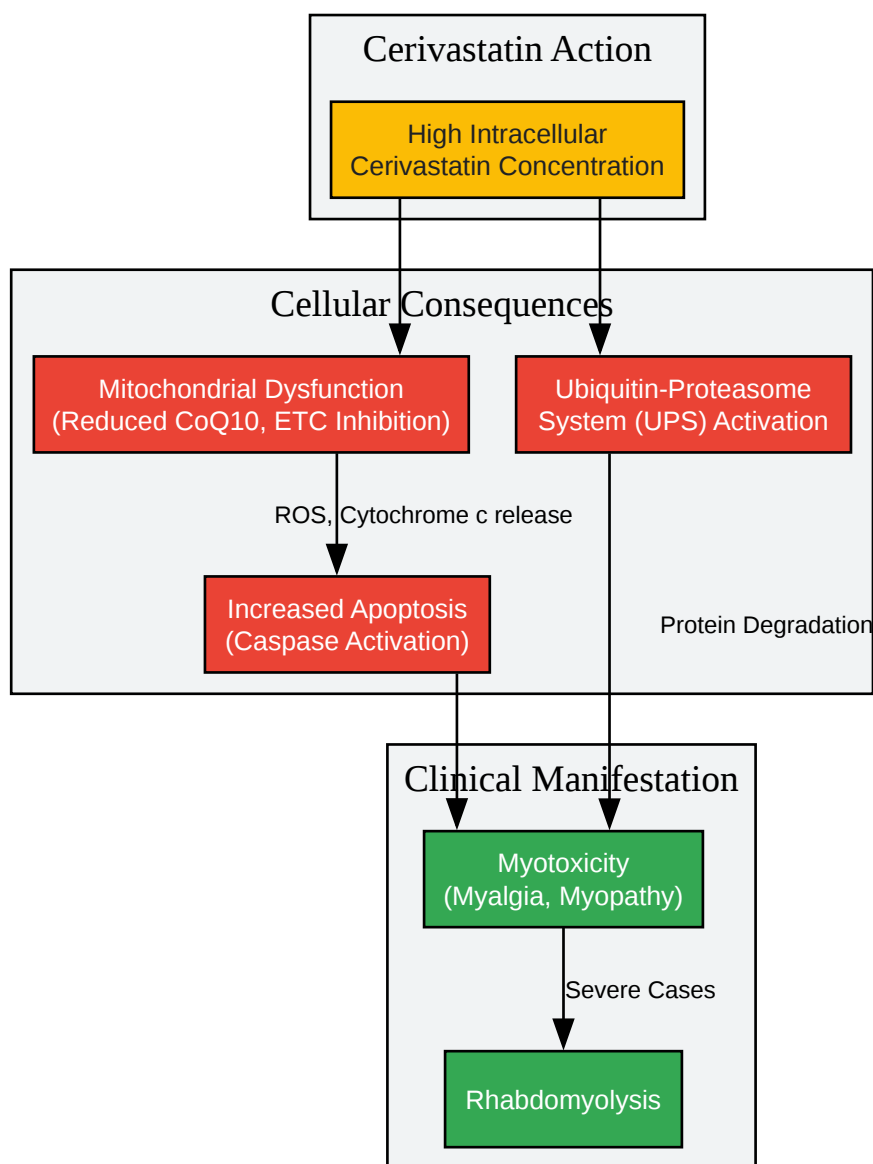 Cerivastatin Action
High Intracellular
Cerivastatin Concentration
Cellular Consequences
Mitochondrial Dysfunction
(Reduced CoQ10, ETC Inhibition)
Ubiquitin-Proteasome
System (UPS) Activation
ROS, Cytochrome c release
Increased Apoptosis
(Caspase Activation)
Protein Degradation
Clinical Manifestation
Myotoxicity
(Myalgia, Myopathy)
Severe Cases
Rhabdomyolysis